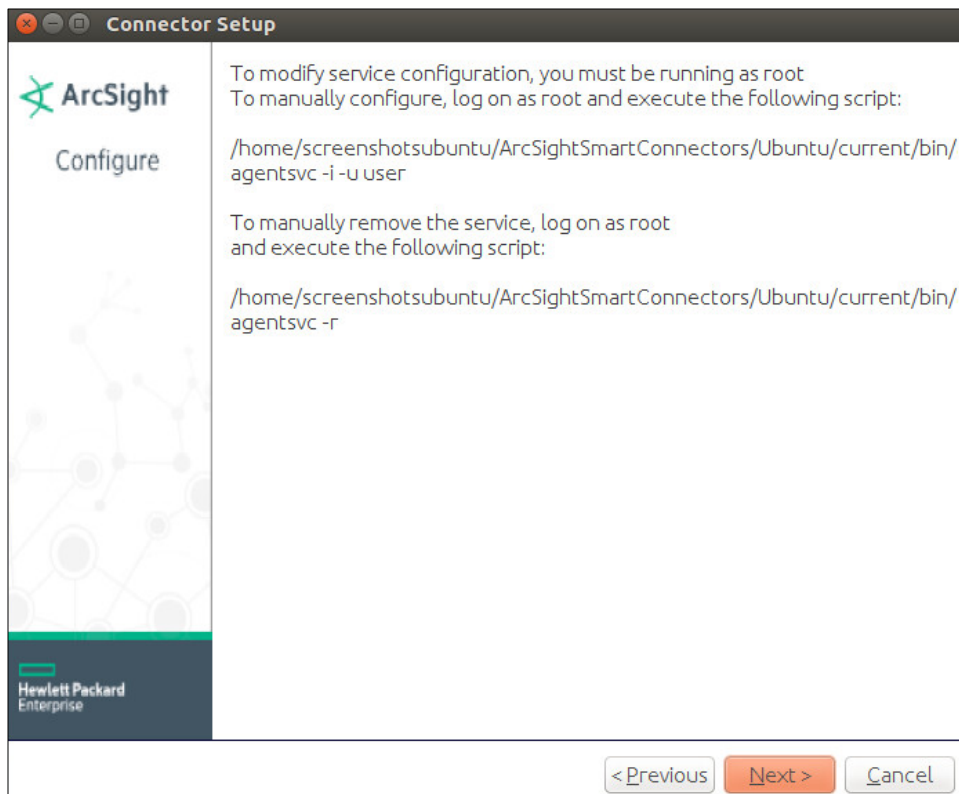 Connector Setup
ArcSight
Configure
To modify service configuration, you must be running as root
To manually configure, log on as root and execute the following script:
/home/screenshotsubuntu/ArcSightSmartConnectors/Ubuntu/current/bin/
agentsvc -i -u user
To manually remove the service, log on as root
and execute the following script:
/home/screenshotsubuntu/ArcSightSmartConnectors/Ubuntu/current/bin/
agentsvc -r
Hewlett Packard
Enterprise
< Previous
Next >
Cancel